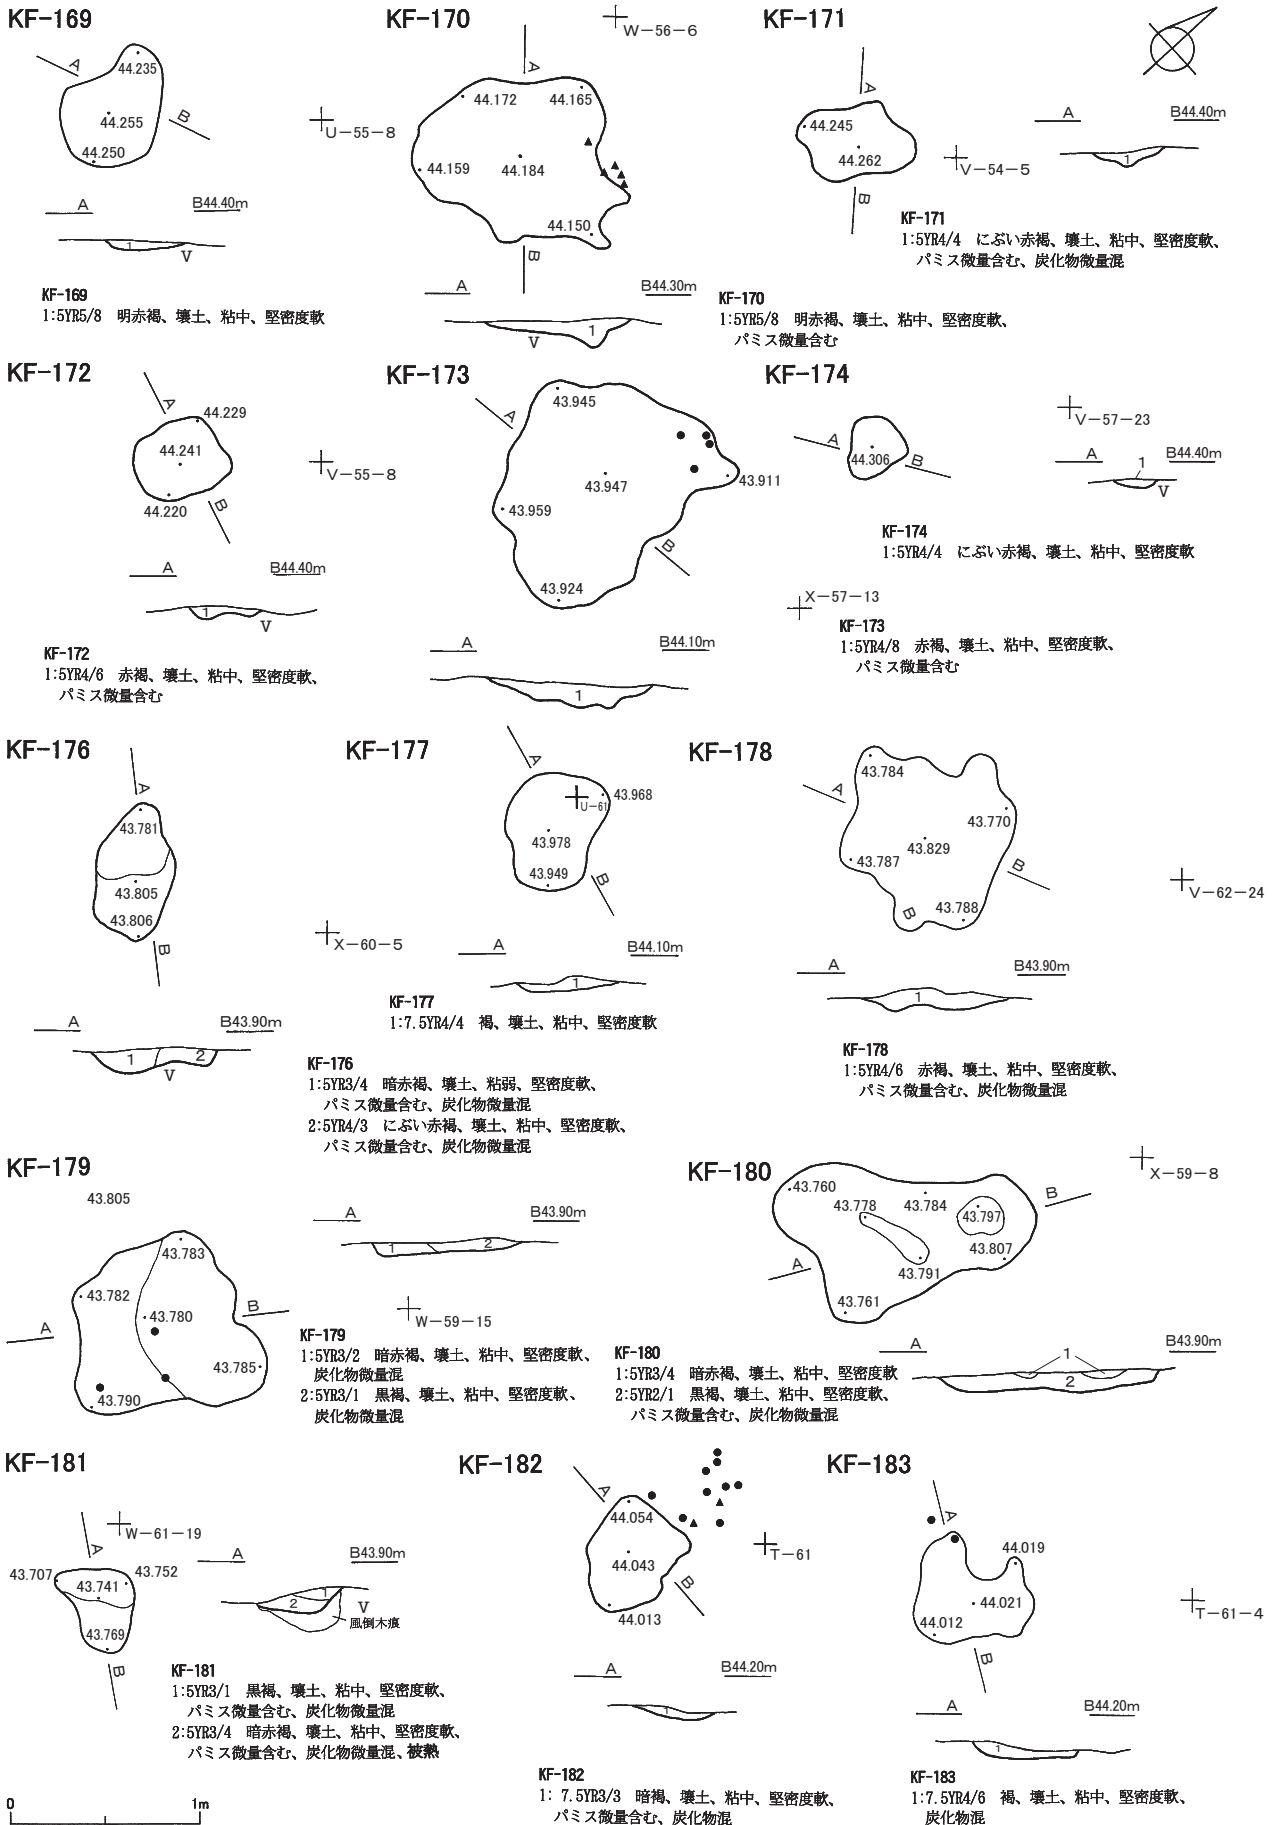 KF-169
A
44.235
44.255
B
44.250
U-55-8
A
B44.40m
1
V
KF-169
1:5YR5/8 明赤褐、壤土、粘中、堅密度軟
KF-170
W-56-6
A
44.172
44.165
44.159
44.184
44.150
B
A
B44.30m
1
V
KF-170
1:5YR5/8 明赤褐、壤土、粘中、堅密度軟、
パミス微量含む
KF-171
A
44.245
44.262
B
V-54-5
A
B44.40m
1
KF-171
1:5YR4/4 にぶい赤褐、壤土、粘中、堅密度軟、
パミス微量含む、炭化物微量混
KF-172
A
44.229
44.241
44.220
B
V-55-8
A
B44.40m
1
V
KF-172
1:5YR4/6 赤褐、壤土、粘中、堅密度軟、
パミス微量含む
KF-173
A
43.945
43.947
43.911
43.959
43.924
B
X-57-13
A
B44.10m
1
KF-173
1:5YR4/8 赤褐、壤土、粘中、堅密度軟、
パミス微量含む
KF-174
A
44.306
B
V-57-23
A
B44.40m
1
V
KF-174
1:5YR4/4 にぶい赤褐、壤土、粘中、堅密度軟
KF-176
A
43.781
43.805
43.806
B
X-60-5
A
B43.90m
1
2
V
KF-176
1:5YR3/4 暗赤褐、壤土、粘弱、堅密度軟、
パミス微量含む、炭化物微量混
2:5YR4/3 にぶい赤褐、壤土、粘中、堅密度軟、
パミス微量含む、炭化物微量混
KF-177
A
U-61
43.968
43.978
43.949
B
A
B44.10m
1
KF-177
1:7.5YR4/4 褐、壤土、粘中、堅密度軟
KF-178
43.784
A
43.770
43.829
43.787
B
43.788
B
V-62-24
A
B43.90m
1
KF-178
1:5YR4/6 赤褐、壤土、粘中、堅密度軟、
パミス微量含む、炭化物微量混
KF-179
43.805
43.783
43.782
43.780
B
A
43.785
43.790
A
B43.90m
1
2
W-59-15
KF-179
1:5YR3/2 暗赤褐、壤土、粘中、堅密度軟、
炭化物微量混
2:5YR3/1 黒褐、壤土、粘中、堅密度軟、
炭化物微量混
KF-180
X-59-8
43.760
43.778
43.784
43.797
B
43.807
A
43.791
43.761
A
B43.90m
1
2
KF-180
1:5YR3/4 暗赤褐、壤土、粘中、堅密度軟
2:5YR2/1 黒褐、壤土、粘中、堅密度軟、
パミス微量含む、炭化物微量混
KF-181
W-61-19
A
43.707
43.741
43.752
43.769
B
A
B43.90m
1
2
V
風倒木痕
KF-181
1:5YR3/1 黒褐、壤土、粘中、堅密度軟、
パミス微量含む、炭化物微量混
2:5YR3/4 暗赤褐、壤土、粘中、堅密度軟、
パミス微量含む、炭化物微量混、被熱
KF-182
A
44.054
44.043
44.013
B
T-61
A
B44.20m
1
KF-182
1: 7.5YR3/3 暗褐、壤土、粘中、堅密度軟、
パミス微量含む、炭化物混
KF-183
A
44.019
44.021
44.012
B
T-61-4
A
B44.20m
1
KF-183
1:7.5YR4/6 褐、壤土、粘中、堅密度軟、
炭化物混
0 1m